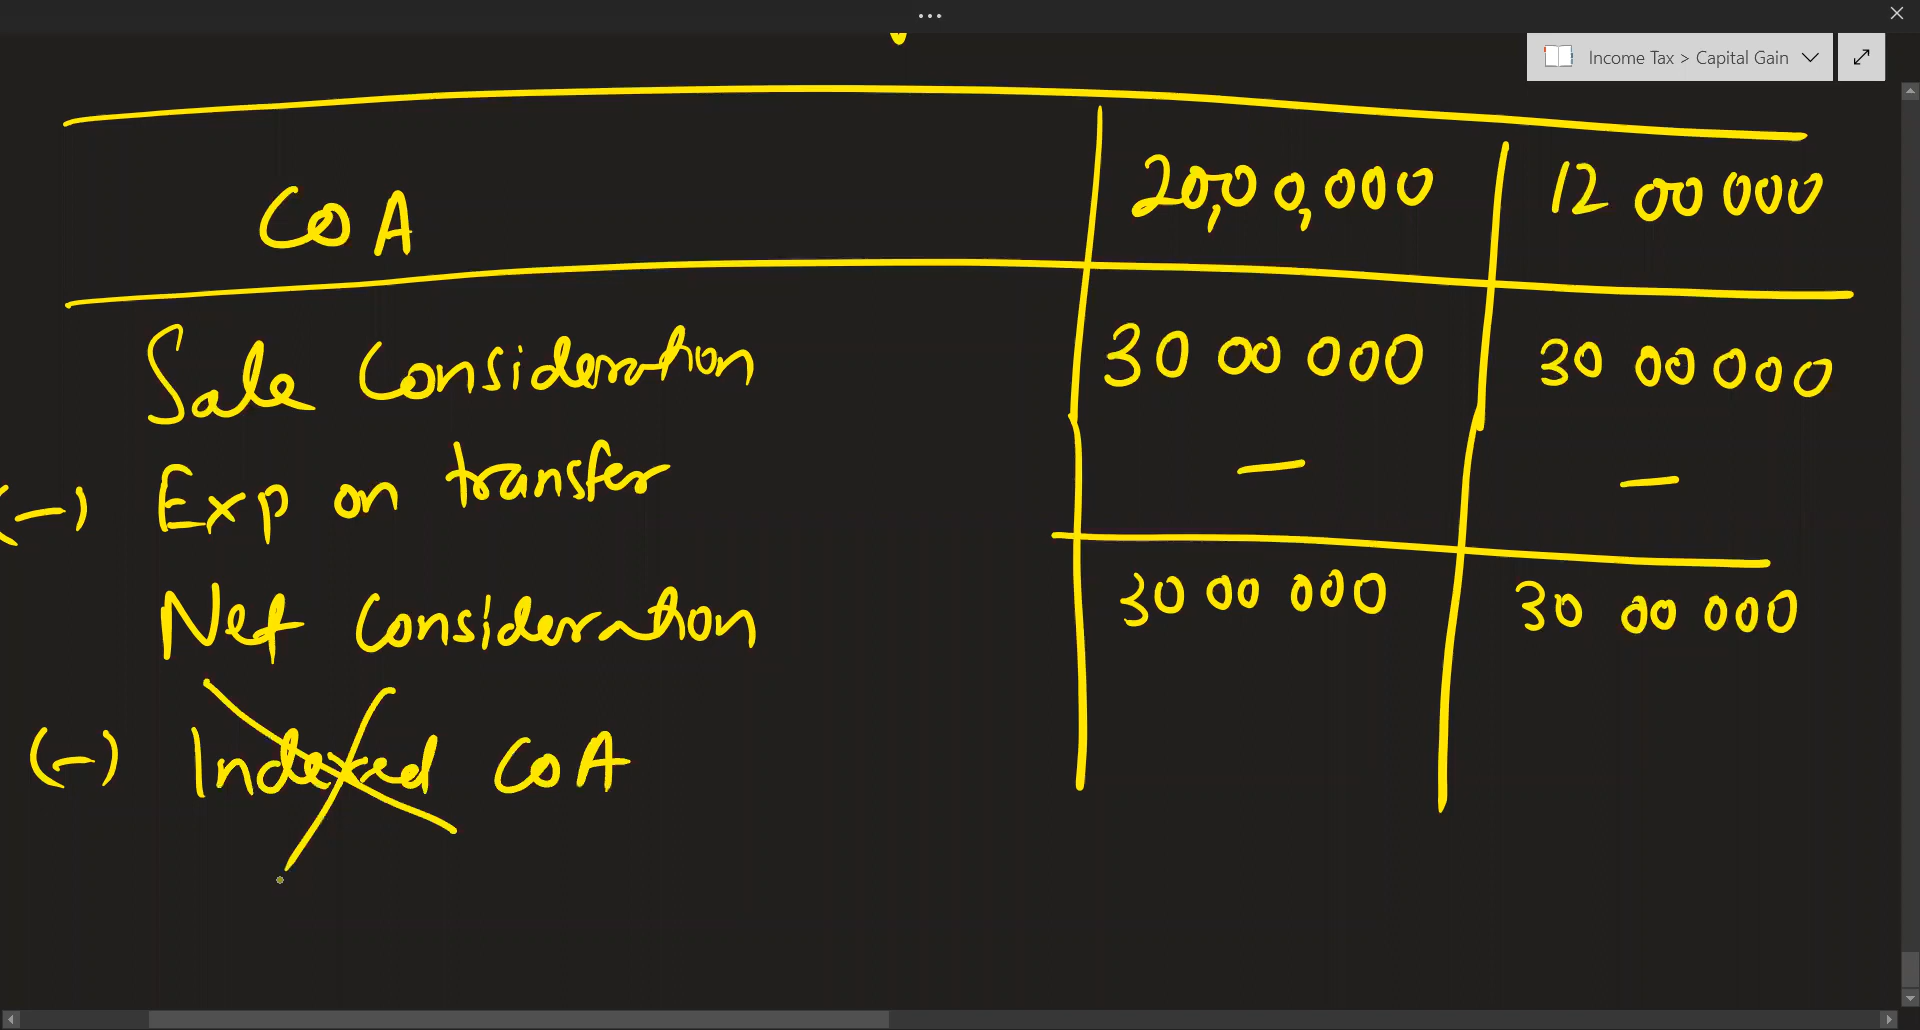 Income Tax > Capital Gain
CoA 20,00,000 12 00 000
Sale Consideration 30 00 000 30 00 000
(-) Exp on transfer — —
Net Consideration 30 00 000 30 00 000
(-) Indexed CoA